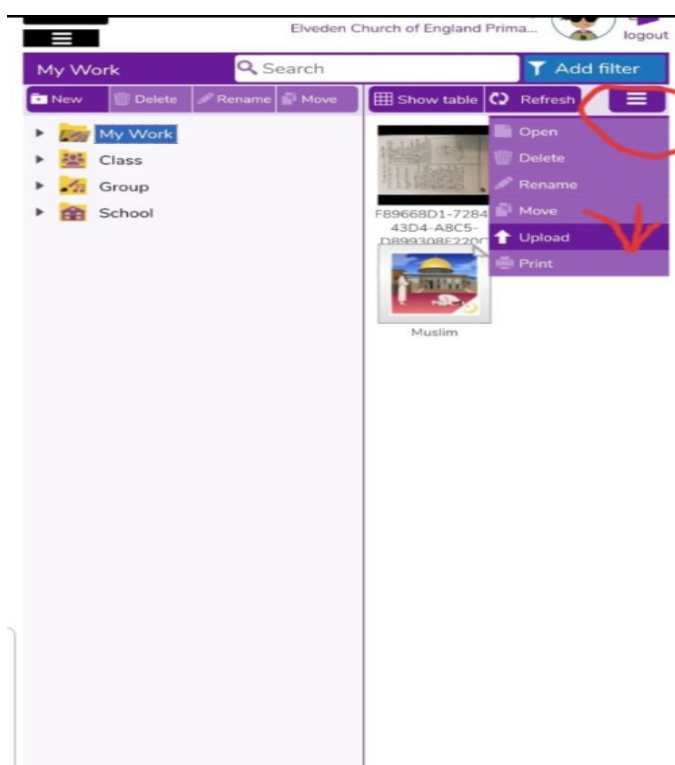 Elveden Church of England Prima...
logout
My Work
Search
Add filter
New Delete Rename Move
Show table Refresh
My Work
Class
Group
School
Open
Delete
Rename
Move
Upload
Print
F89668D1-7284
43D4-A8C5-
D899308E220C
Muslim